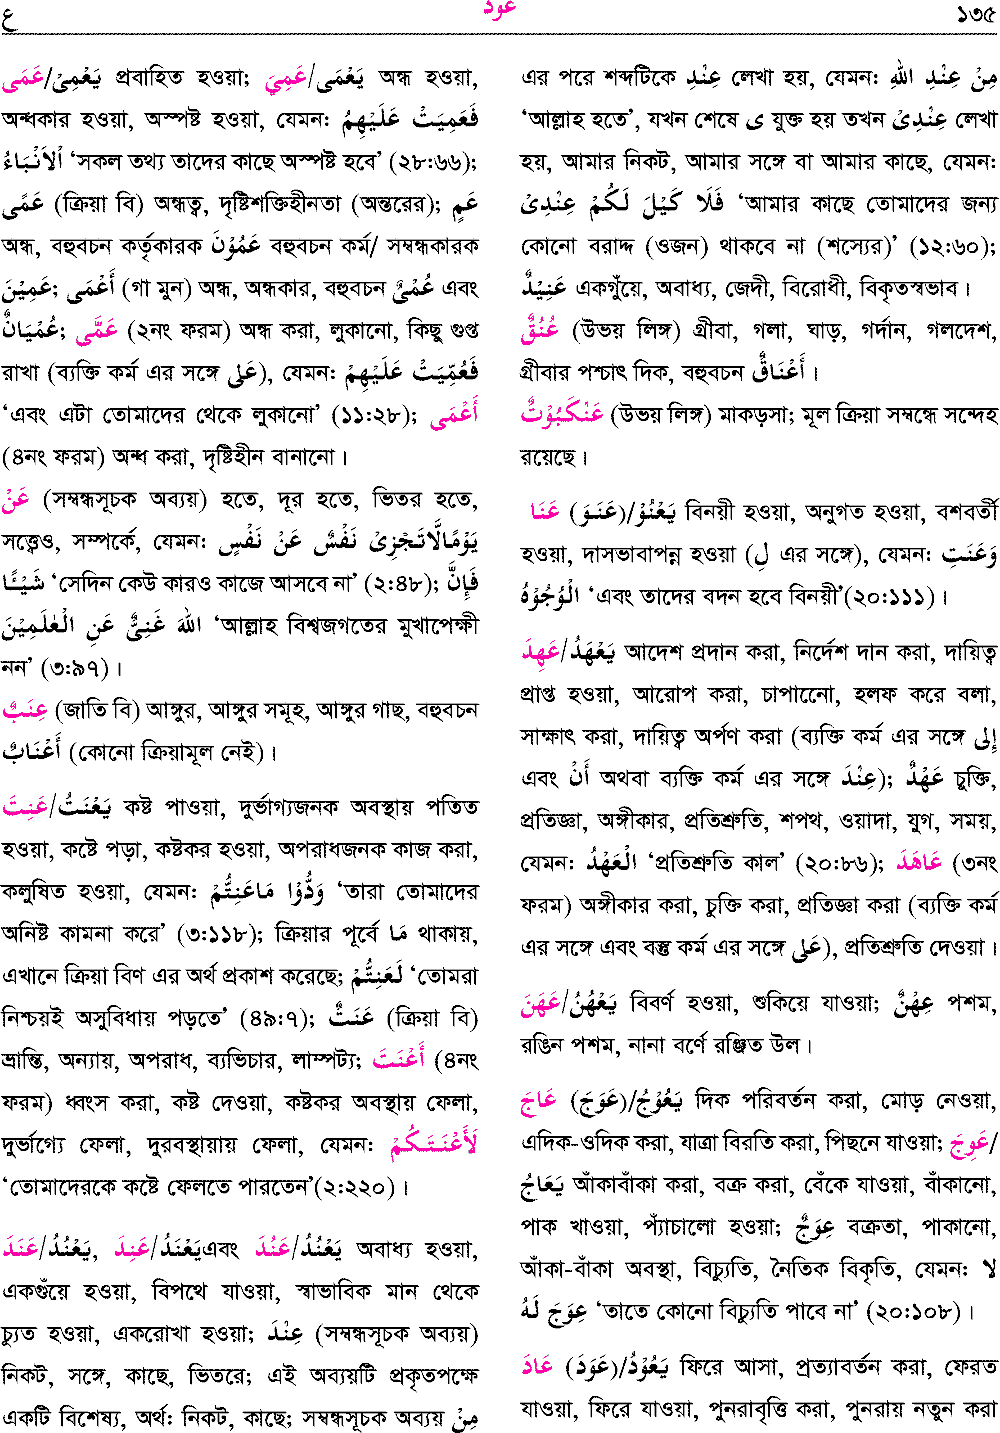 ع عود ১৩৫
عَمَى/يَعْمِىْ প্রবাহিত হওয়া; عَمِيَ/يَعْمَى অন্ধ হওয়া,
অন্ধকার হওয়া, অস্পষ্ট হওয়া, যেমন: فَعَمِيَتْ عَلَيْهِمُ
اْلاَنْبَاءُ ‘সকল তথ্য তাদের কাছে অস্পষ্ট হবে’ (২৮:৬৬);
عَمًى (ক্রিয়া বি) অন্ধত্ব, দৃষ্টিশক্তিহীনতা (অন্তরের); عَمٍ
অন্ধ, বহুবচন কর্তৃকারক عَمُوْنَ বহুবচন কর্ম/ সম্বন্ধকারক
عَمِيْنَ; أَعْمَى (গা মুন) অন্ধ, অন্ধকার, বহুবচন عُمْىٌ এবং
عُمْيَانٌ; عَمَّى (২নং ফরম) অন্ধ করা, লুকানো, কিছু গুপ্ত
রাখা (ব্যক্তি কর্ম এর সঙ্গে عَلى), যেমন: فَعُمِّيَتْ عَلَيْهِمْ
‘এবং এটা তোমাদের থেকে লুকানো’ (১১:২৮); أَعْمَى
(৪নং ফরম) অন্ধ করা, দৃষ্টিহীন বানানো।
عَنْ (সম্বন্ধসূচক অব্যয়) হতে, দূর হতে, ভিতর হতে,
সত্ত্বেও, সম্পর্কে, যেমন: يَوْمًالَّاتَجْزِىْ نَفْسٌ عَنْ نَفْسٍ
شَيْـًٔا ‘সেদিন কেউ কারও কাজে আসবে না’ (২:৪৮); فَإِنَّ
اللهَ غَنِىٌّ عَنِ الْعٰلَمِيْنَ ‘আল্লাহ বিশ্বজগতের মুখাপেক্ষী
নন’ (৩:৯৭)।
عِنَبٌ (জাতি বি) আঙ্গুর, আঙ্গুর সমূহ, আঙ্গুর গাছ, বহুবচন
أَعْنَابٌ (কোনো ক্রিয়ামূল নেই)।
عَنِتَ/يَعْنَتُ কষ্ট পাওয়া, দুর্ভাগ্যজনক অবস্থায় পতিত
হওয়া, কষ্টে পড়া, কষ্টকর হওয়া, অপরাধজনক কাজ করা,
কলুষিত হওয়া, যেমন: وَدُّوْا مَاعَنِتُّمْ ‘তারা তোমাদের
অনিষ্ট কামনা করে’ (৩:১১৮); ক্রিয়ার পূর্বে مَا থাকায়,
এখানে ক্রিয়া বিণ এর অর্থ প্রকাশ করেছে; لَعَنِتُّمْ ‘তোমরা
নিশ্চয়ই অসুবিধায় পড়তে’ (৪৯:৭); عَنَتٌ (ক্রিয়া বি)
ভ্রান্তি, অন্যায়, অপরাধ, ব্যভিচার, লাম্পট্য; أَعْنَتَ (৪নং
ফরম) ধ্বংস করা, কষ্ট দেওয়া, কষ্টকর অবস্থায় ফেলা,
দুর্ভাগ্যে ফেলা, দুরবস্থায়ায় ফেলা, যেমন: لَأَعْنَتَكُمْ
‘তোমাদেরকে কষ্টে ফেলতে পারতেন’(২:২২০)।
عَنَدَ/يَعْنُدُ, عَنِدَ/يَعْنَدُএবং عَنُدَ/يَعْنُدُ অবাধ্য হওয়া,
একগুঁয়ে হওয়া, বিপথে যাওয়া, স্বাভাবিক মান থেকে
চ্যুত হওয়া, একরোখা হওয়া; عِنْدَ (সম্বন্ধসূচক অব্যয়)
নিকট, সঙ্গে, কাছে, ভিতরে; এই অব্যয়টি প্রকৃতপক্ষে
একটি বিশেষ্য, অর্থ: নিকট, কাছে; সম্বন্ধসূচক অব্যয় مِنْ
এর পরে শব্দটিকে عِنْدِ লেখা হয়, যেমন: مِنْ عِنْدِ اللهِ
‘আল্লাহ হতে’, যখন শেষে ى যুক্ত হয় তখন عِنْدِىْ লেখা
হয়, আমার নিকট, আমার সঙ্গে বা আমার কাছে, যেমন:
فَلَا كَيْلَ لَكُمْ عِنْدِىْ ‘আমার কাছে তোমাদের জন্য
কোনো বরাদ্দ (ওজন) থাকবে না (শস্যের)’ (১২:৬০);
عَنِيْدٌ একগুঁয়ে, অবাধ্য, জেদী, বিরোধী, বিকৃতস্বভাব।
عُنُقٌ (উভয় লিঙ্গ) গ্রীবা, গলা, ঘাড়, গর্দান, গলদেশ,
গ্রীবার পশ্চাৎ দিক, বহুবচন أَعْنَاقٌ।
عَنْكَبُوْتٌ (উভয় লিঙ্গ) মাকড়সা; মূল ক্রিয়া সম্বন্ধে সন্দেহ
রয়েছে।
عَنَا (عَنَوَ)/يَعْنُوْ বিনয়ী হওয়া, অনুগত হওয়া, বশবর্তী
হওয়া, দাসভাবাপন্ন হওয়া (لِ এর সঙ্গে), যেমন: وَعَنَتِ
الْوُجُوْهُ ‘এবং তাদের বদন হবে বিনয়ী’(২০:১১১)।
عَهِدَ/يَعْهَدُ আদেশ প্রদান করা, নির্দেশ দান করা, দায়িত্ব
প্রাপ্ত হওয়া, আরোপ করা, চাপানোে, হলফ করে বলা,
সাক্ষাৎ করা, দায়িত্ব অর্পণ করা (ব্যক্তি কর্ম এর সঙ্গে إِلى
এবং أَنْ অথবা ব্যক্তি কর্ম এর সঙ্গে عِنْدَ); عَهْدٌ চুক্তি,
প্রতিজ্ঞা, অঙ্গীকার, প্রতিশ্রুতি, শপথ, ওয়াদা, যুগ, সময়,
যেমন: الْعَهْدُ ‘প্রতিশ্রুতি কাল’ (২০:৮৬); عَاهَدَ (৩নং
ফরম) অঙ্গীকার করা, চুক্তি করা, প্রতিজ্ঞা করা (ব্যক্তি কর্ম
এর সঙ্গে এবং বস্তু কর্ম এর সঙ্গে عَلى), প্রতিশ্রুতি দেওয়া।
عَهَنَ/يَعْهُنُ বিবর্ণ হওয়া, শুকিয়ে যাওয়া; عِهْنٌ পশম,
রঙিন পশম, নানা বর্ণে রঞ্জিত উল।
عَاجَ (عَوَجَ)/يَعُوْجُ দিক পরিবর্তন করা, মোড় নেওয়া,
এদিক-ওদিক করা, যাত্রা বিরতি করা, পিছনে যাওয়া; عَوِجَ/
يَعَاجُ আঁকাবাঁকা করা, বক্র করা, বেঁকে যাওয়া, বাঁকানো,
পাক খাওয়া, প্যাঁচালো হওয়া; عِوَجٌ বক্রতা, পাকানো,
আঁকা-বাঁকা অবস্থা, বিচ্যুতি, নৈতিক বিকৃতি, যেমন: لا
عِوَجَ لَهُ ‘তাতে কোনো বিচ্যুতি পাবে না’ (২০:১০৮)।
عَادَ (عَوَدَ)/يَعُوْدُ ফিরে আসা, প্রত্যাবর্তন করা, ফেরত
যাওয়া, ফিরে যাওয়া, পুনরাবৃত্তি করা, পুনরায় নতুন করা